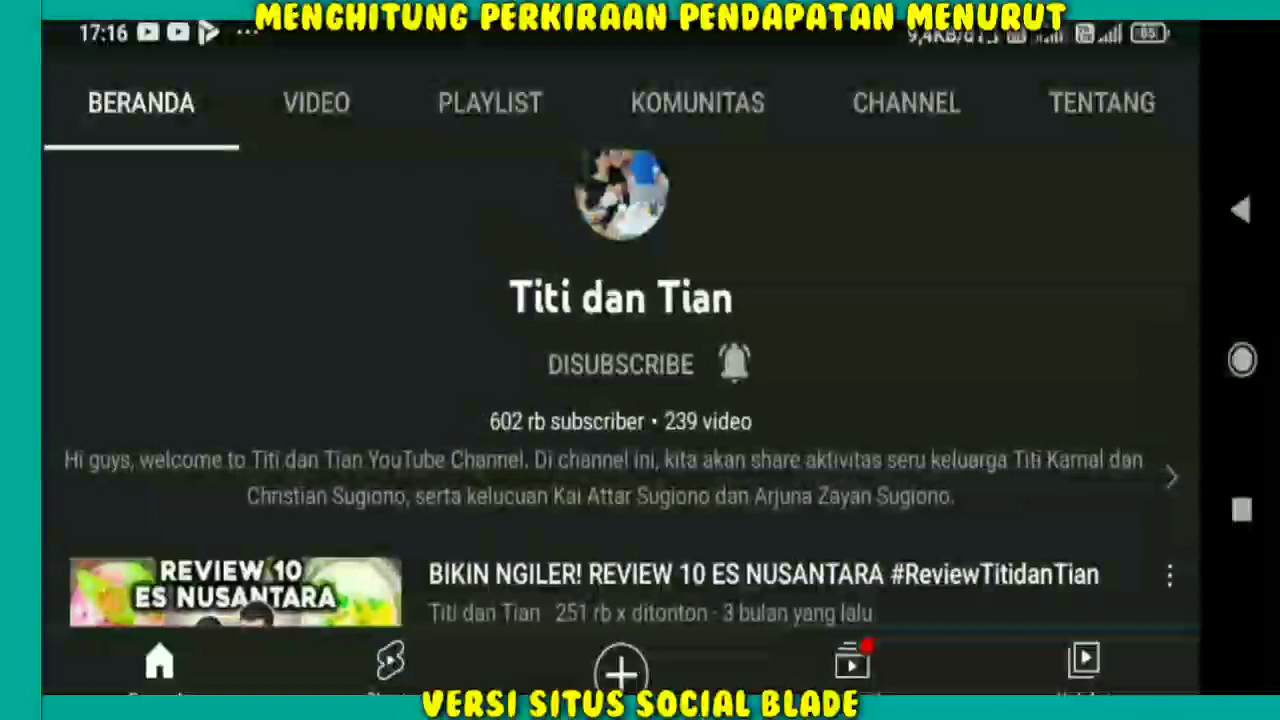 MENGHITUNG PERKIRAAN PENDAPATAN MENURUT
17:16
BERANDA VIDEO PLAYLIST KOMUNITAS CHANNEL TENTANG
Titi dan Tian
DISUBSCRIBE
602 rb subscriber • 239 video
Hi guys, welcome to Titi dan Tian YouTube Channel. Di channel ini, kita akan share aktivitas seru keluarga Titi Kamal dan
Christian Sugiono, serta kelucuan Kai Attar Sugiono dan Arjuna Zayan Sugiono.
REVIEW 10
ES NUSANTARA
BIKIN NGILER! REVIEW 10 ES NUSANTARA #ReviewTitidanTian
Titi dan Tian 251 rb x ditonton · 3 bulan yang lalu
VERSI SITUS SOCIAL BLADE